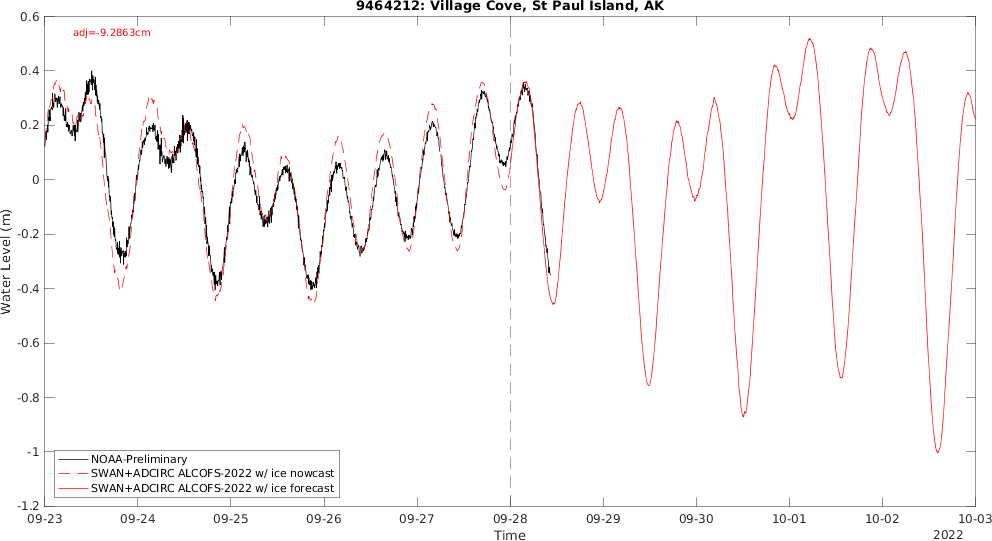 9464212: Village Cove, St Paul Island, AK
adj=-9.2863cm
0.6
0.4
0.2
0
-0.2
-0.4
-0.6
-0.8
-1
-1.2
Water Level (m)
NOAA-Preliminary
SWAN+ADCIRC ALCOFS-2022 w/ ice nowcast
SWAN+ADCIRC ALCOFS-2022 w/ ice forecast
09-23 09-24 09-25 09-26 09-27 09-28 09-29 09-30 10-01 10-02 10-03
Time
2022